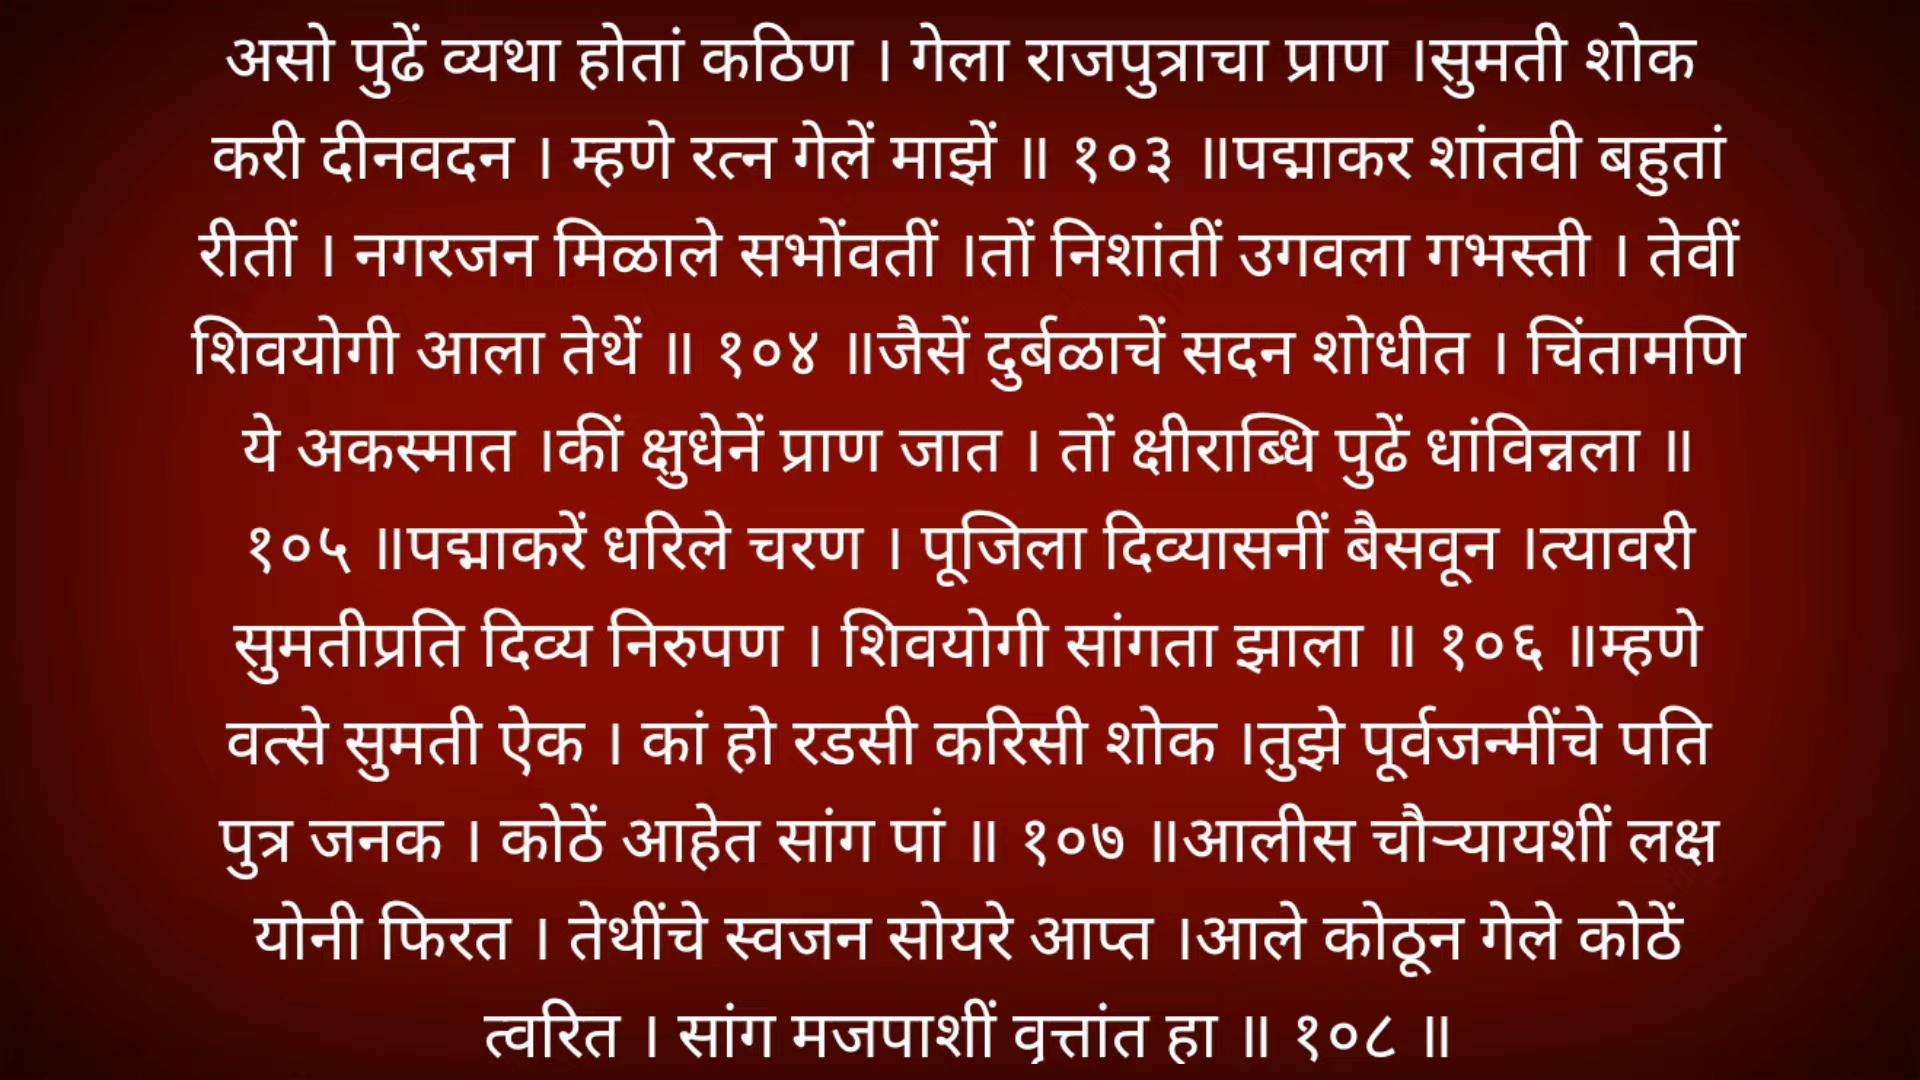 असो पुढें व्यथा होतां कठिण । गेला राजपुत्राचा प्राण ।सुमती शोक
करी दीनवदन । म्हणे रत्न गेलें माझें ॥ १०३ ॥पद्माकर शांतवी बहुतां
रीतीं । नगरजन मिळाले सभोंवतीं ।तों निशांतीं उगवला गभस्ती । तेवीं
शिवयोगी आला तेथें ॥ १०४ ॥जैसें दुर्बळाचें सदन शोधीत । चिंतामणि
ये अकस्मात ।कीं क्षुधेनें प्राण जात । तों क्षीराब्धि पुढें धांविन्नला ॥
१०५ ॥पद्माकरें धरिले चरण । पूजिला दिव्यासनीं बैसवून ।त्यावरी
सुमतीप्रति दिव्य निरुपण । शिवयोगी सांगता झाला ॥ १०६ ॥म्हणे
वत्से सुमती ऐक । कां हो रडसी करिसी शोक ।तुझे पूर्वजन्मींचे पति
पुत्र जनक । कोठें आहेत सांग पां ॥ १०७ ॥आलीस चौऱ्यायशीं लक्ष
योनी फिरत । तेथींचे स्वजन सोयरे आप्त ।आले कोठून गेले कोठें
त्वरित । सांग मजपाशीं वृत्तांत हा ॥ १०८ ॥